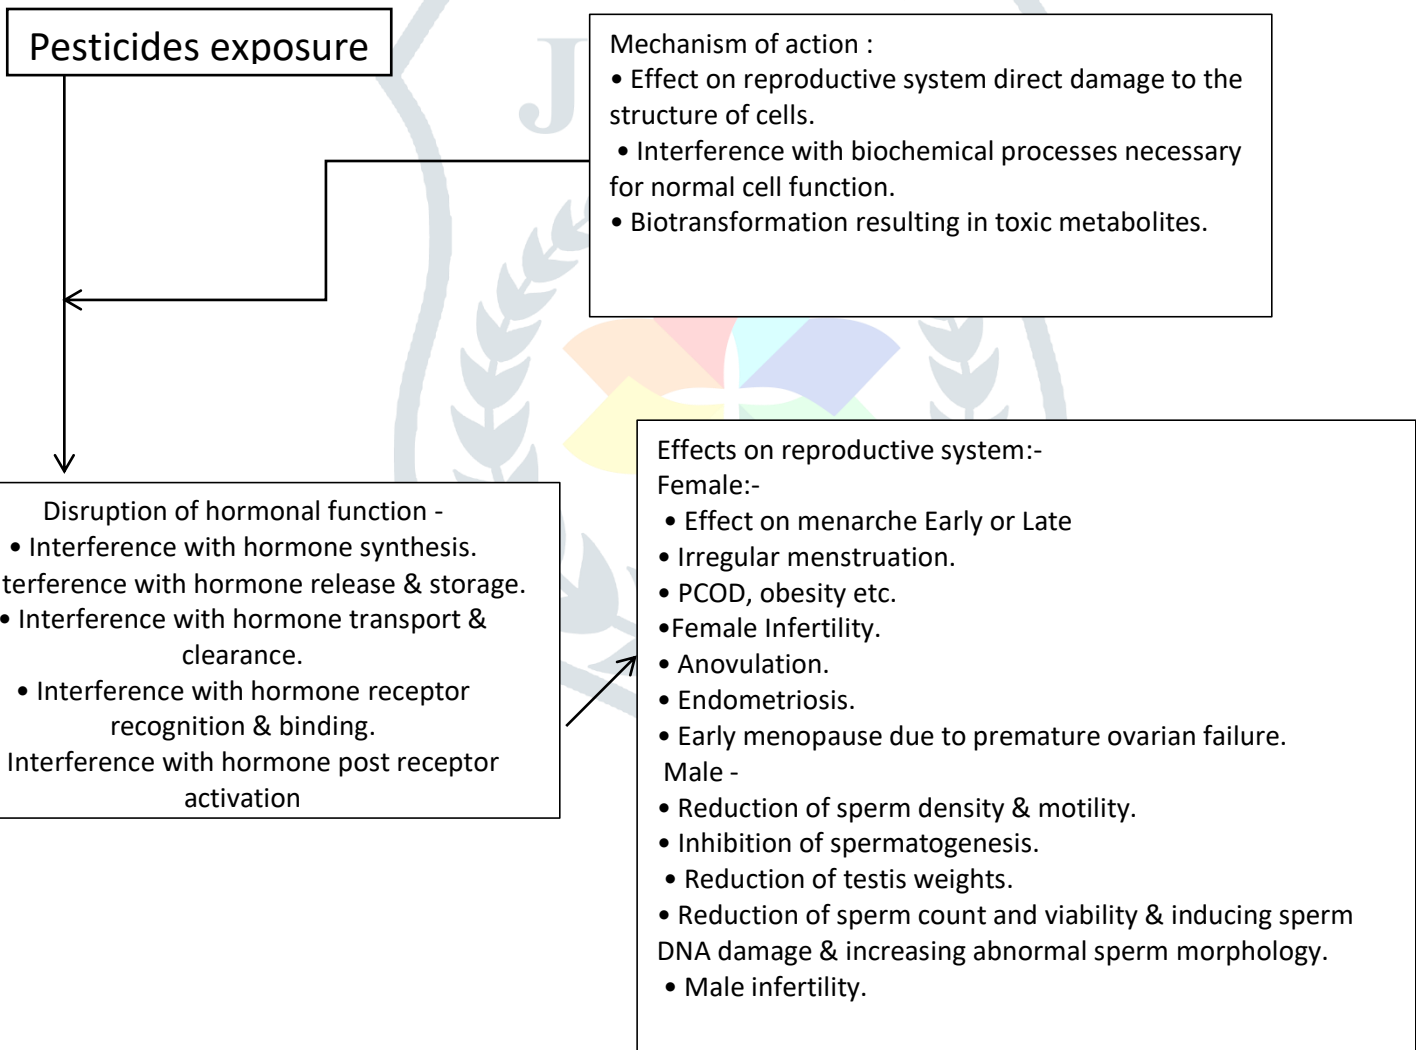 Pesticides exposure
Mechanism of action :
• Effect on reproductive system direct damage to the
structure of cells.
• Interference with biochemical processes necessary
for normal cell function.
• Biotransformation resulting in toxic metabolites.
J
Disruption of hormonal function -
• Interference with hormone synthesis.
terference with hormone release & storage.
• Interference with hormone transport &
clearance.
• Interference with hormone receptor
recognition & binding.
Interference with hormone post receptor
activation
Effects on reproductive system:-
Female:-
• Effect on menarche Early or Late
• Irregular menstruation.
• PCOD, obesity etc.
•Female Infertility.
• Anovulation.
• Endometriosis.
• Early menopause due to premature ovarian failure.
Male -
• Reduction of sperm density & motility.
• Inhibition of spermatogenesis.
• Reduction of testis weights.
• Reduction of sperm count and viability & inducing sperm
DNA damage & increasing abnormal sperm morphology.
• Male infertility.